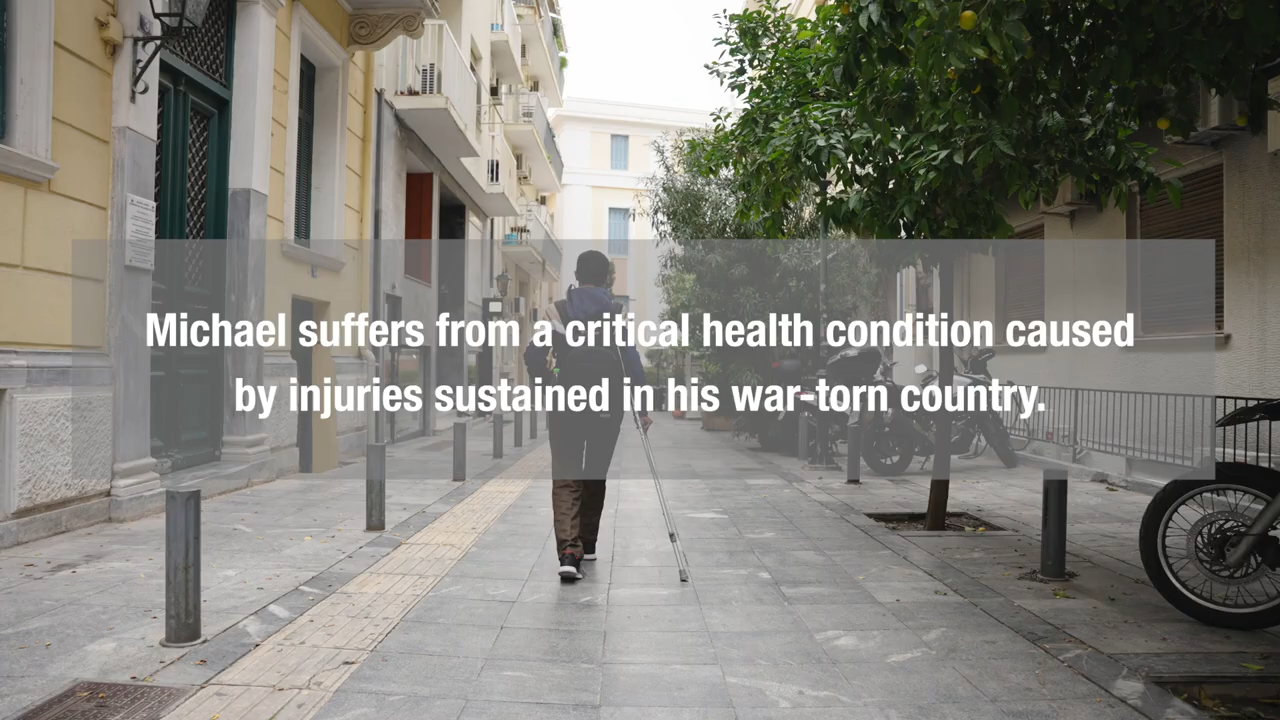 Michael suffers from a critical health condition caused
by injuries sustained in his war-torn country.